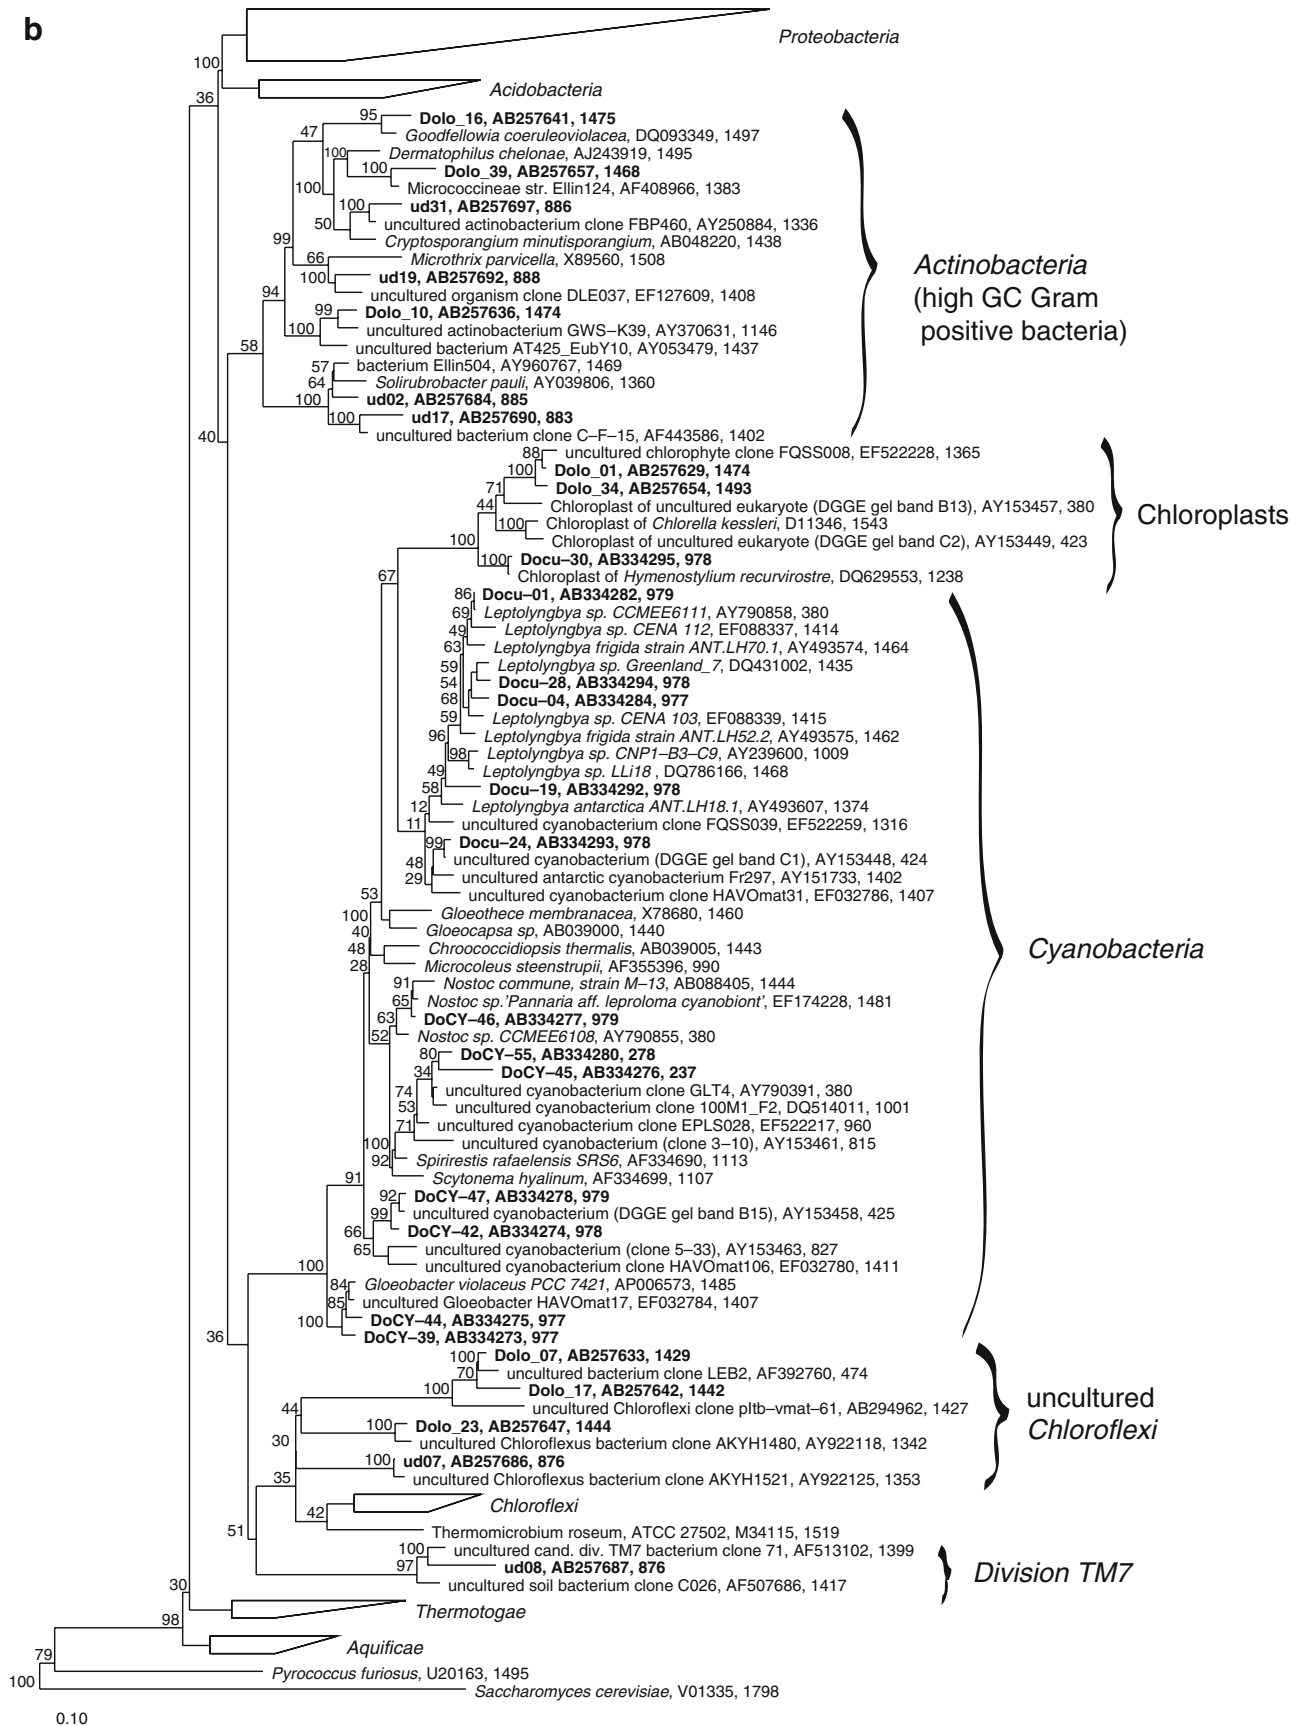 b
Proteobacteria
100
36
Acidobacteria
95
Dolo_16, AB257641, 1475
47
Goodfellowia coeruleoviolacea, DQ093349, 1497
100
Dermatophilus chelonae, AJ243919, 1495
100
Dolo_39, AB257657, 1468
100
Micrococcineae str. Ellin124, AF408966, 1383
100
ud31, AB257697, 886
50
uncultured actinobacterium clone FBP460, AY250884, 1336
99
Cryptosporangium minutisporangium, AB048220, 1438
66
Microthrix parvicella, X89560, 1508
100
ud19, AB257692, 888
94
uncultured organism clone DLE037, EF127609, 1408
99
Dolo_10, AB257636, 1474
100
uncultured actinobacterium GWS–K39, AY370631, 1146
58
uncultured bacterium AT425_EubY10, AY053479, 1437
57
bacterium Ellin504, AY960767, 1469
64
Solirubrobacter pauli, AY039806, 1360
100
ud02, AB257684, 885
100
ud17, AB257690, 883
40
uncultured bacterium clone C–F–15, AF443586, 1402
Actinobacteria
(high GC Gram
positive bacteria)
88
uncultured chlorophyte clone FQSS008, EF522228, 1365
100
Dolo_01, AB257629, 1474
71
Dolo_34, AB257654, 1493
44
Chloroplast of uncultured eukaryote (DGGE gel band B13), AY153457, 380
100
Chloroplast of Chlorella kessleri, D11346, 1543
100
Chloroplast of uncultured eukaryote (DGGE gel band C2), AY153449, 423
100
Docu–30, AB334295, 978
67
Chloroplast of Hymenostylium recurvirostre, DQ629553, 1238
Chloroplasts
86
Docu–01, AB334282, 979
69
Leptolyngbya sp. CCMEE6111, AY790858, 380
49
Leptolyngbya sp. CENA 112, EF088337, 1414
63
Leptolyngbya frigida strain ANT.LH70.1, AY493574, 1464
59
Leptolyngbya sp. Greenland_7, DQ431002, 1435
54
Docu–28, AB334294, 978
68
Docu–04, AB334284, 977
59
Leptolyngbya sp. CENA 103, EF088339, 1415
96
Leptolyngbya frigida strain ANT.LH52.2, AY493575, 1462
98
Leptolyngbya sp. CNP1–B3–C9, AY239600, 1009
49
Leptolyngbya sp. LLi18 , DQ786166, 1468
58
Docu–19, AB334292, 978
12
Leptolyngbya antarctica ANT.LH18.1, AY493607, 1374
11
uncultured cyanobacterium clone FQSS039, EF522259, 1316
99
Docu–24, AB334293, 978
48
uncultured cyanobacterium (DGGE gel band C1), AY153448, 424
29
uncultured antarctic cyanobacterium Fr297, AY151733, 1402
53
uncultured cyanobacterium clone HAVOmat31, EF032786, 1407
100
Gloeothece membranacea, X78680, 1460
40
Gloeocapsa sp, AB039000, 1440
48
Chroococcidiopsis thermalis, AB039005, 1443
28
Microcoleus steenstrupii, AF355396, 990
91
Nostoc commune, strain M–13, AB088405, 1444
65
Nostoc sp.'Pannaria aff. leproloma cyanobiont', EF174228, 1481
63
DoCY–46, AB334277, 979
52
Nostoc sp. CCMEE6108, AY790855, 380
80
DoCY–55, AB334280, 278
34
DoCY–45, AB334276, 237
74
uncultured cyanobacterium clone GLT4, AY790391, 380
53
uncultured cyanobacterium clone 100M1_F2, DQ514011, 1001
71
uncultured cyanobacterium clone EPLS028, EF522217, 960
100
uncultured cyanobacterium (clone 3–10), AY153461, 815
92
Spirirestis rafaelensis SRS6, AF334690, 1113
91
Scytonema hyalinum, AF334699, 1107
92
DoCY–47, AB334278, 979
99
uncultured cyanobacterium (DGGE gel band B15), AY153458, 425
66
DoCY–42, AB334274, 978
65
uncultured cyanobacterium (clone 5–33), AY153463, 827
100
uncultured cyanobacterium clone HAVOmat106, EF032780, 1411
84
Gloeobacter violaceus PCC 7421, AP006573, 1485
85
uncultured Gloeobacter HAVOmat17, EF032784, 1407
100
DoCY–44, AB334275, 977
36
DoCY–39, AB334273, 977
Cyanobacteria
100
Dolo_07, AB257633, 1429
70
uncultured bacterium clone LEB2, AF392760, 474
100
Dolo_17, AB257642, 1442
44
uncultured Chloroflexi clone pltb–vmat–61, AB294962, 1427
100
Dolo_23, AB257647, 1444
30
uncultured Chloroflexus bacterium clone AKYH1480, AY922118, 1342
100
ud07, AB257686, 876
35
uncultured Chloroflexus bacterium clone AKYH1521, AY922125, 1353
uncultured
Chloroflexi
Chloroflexi
42
51
Thermomicrobium roseum, ATCC 27502, M34115, 1519
100
uncultured cand. div. TM7 bacterium clone 71, AF513102, 1399
97
ud08, AB257687, 876
uncultured soil bacterium clone C026, AF507686, 1417
Division TM7
30
Thermotogae
98
Aquificae
79
Pyrococcus furiosus, U20163, 1495
100
Saccharomyces cerevisiae, V01335, 1798
0.10